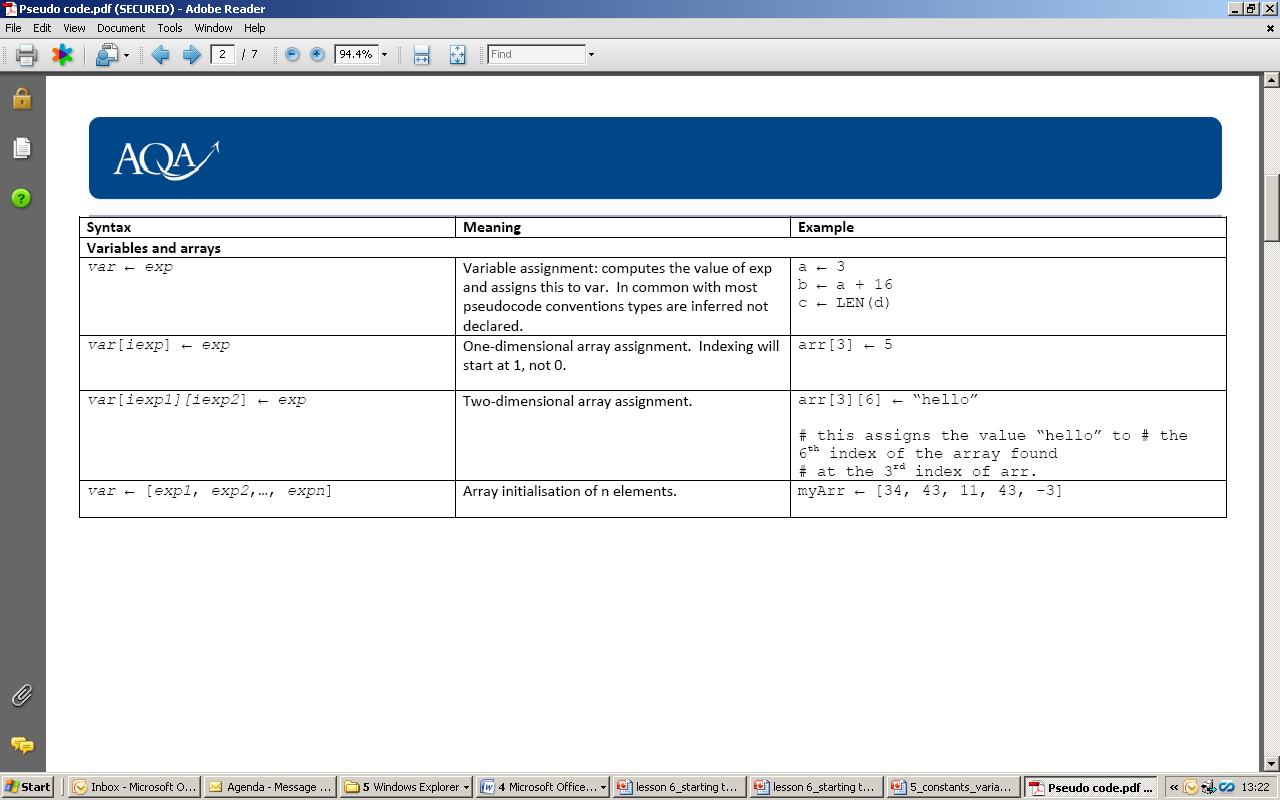 Pseudo code.pdf (SECURED) - Adobe Reader
File Edit View Document Tools Window Help
2 / 7 94.4% Find
AQA
Syntax Meaning Example
Variables and arrays
var ← exp
Variable assignment: computes the value of exp
and assigns this to var. In common with most
pseudocode conventions types are inferred not
declared.
a ← 3
b ← a + 16
c ← LEN(d)
var[iexp] ← exp
One-dimensional array assignment. Indexing will
start at 1, not 0.
arr[3] ← 5
var[iexp1][iexp2] ← exp
Two-dimensional array assignment.
arr[3][6] ← “hello”
# this assigns the value “hello” to # the
6th index of the array found
# at the 3rd index of arr.
var ← [exp1, exp2,…, expn]
Array initialisation of n elements.
myArr ← [34, 43, 11, 43, -3]
Start Inbox - Microsoft O... Agenda - Message ... 5 Windows Explorer 4 Microsoft Office... lesson 6_starting t... lesson 6_starting t... 5_constants_varia... Pseudo code.pdf ... « 13:22